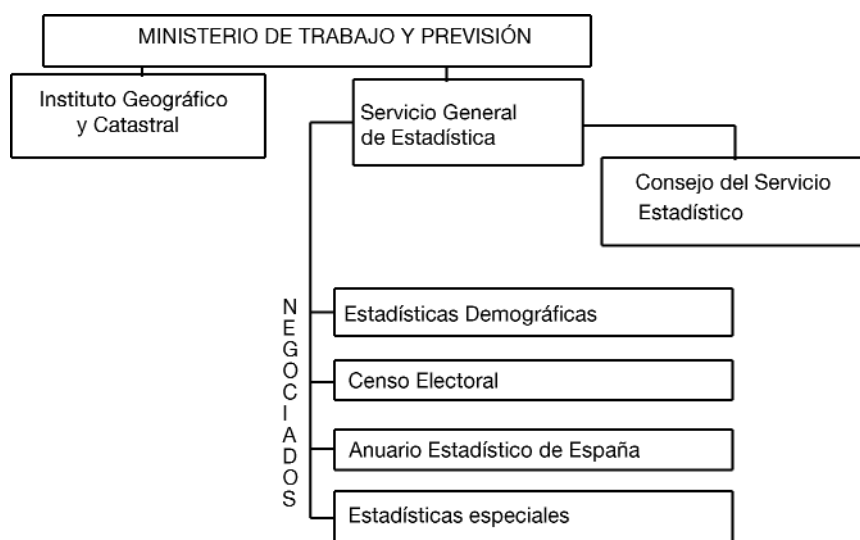 MINISTERIO DE TRABAJO Y PREVISIÓN
Instituto Geográfico
y Catastral
Servicio General
de Estadística
Consejo del Servicio
Estadístico
NEGOCIADOS
Estadísticas Demográficas
Censo Electoral
Anuario Estadístico de España
Estadísticas especiales